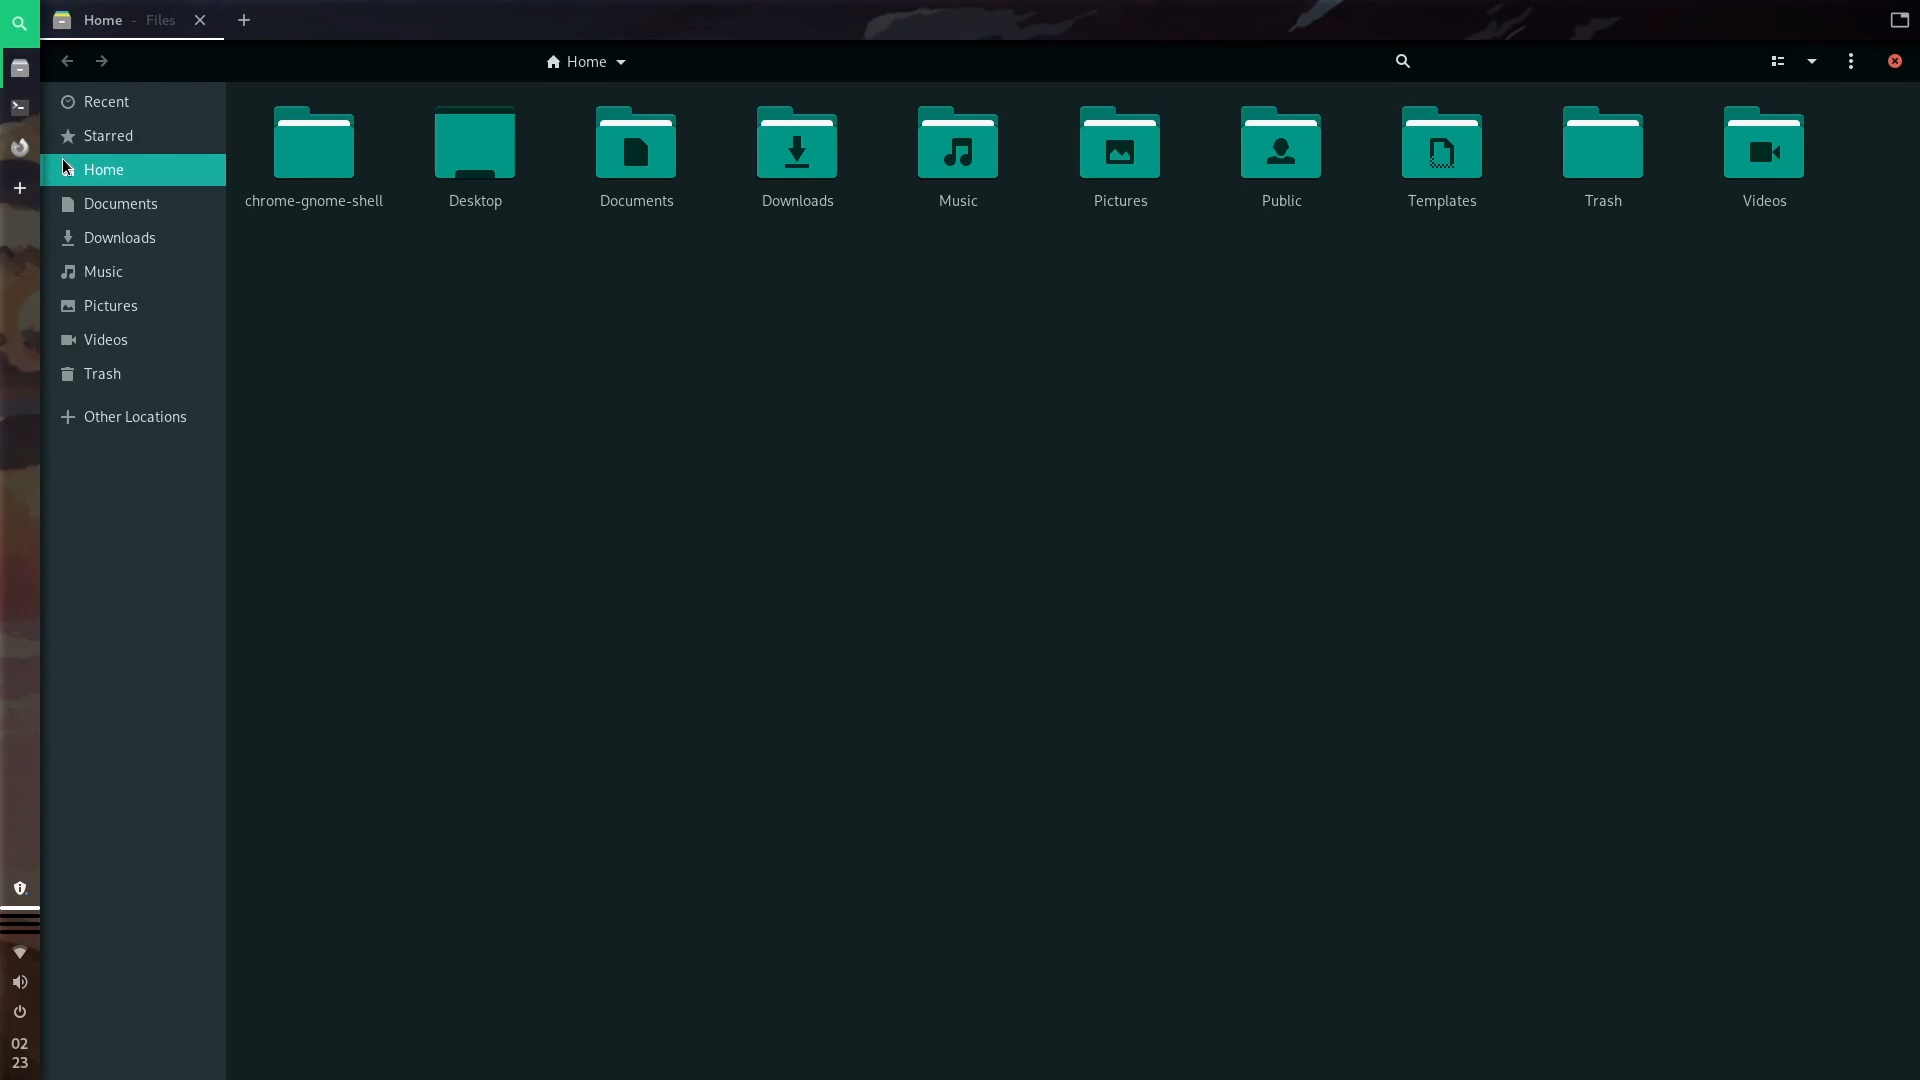 Home - Files
Home
Recent
Starred
Home
Documents
Downloads
Music
Pictures
Videos
Trash
Other Locations
chrome-gnome-shell
Desktop
Documents
Downloads
Music
Pictures
Public
Templates
Trash
Videos
02
23